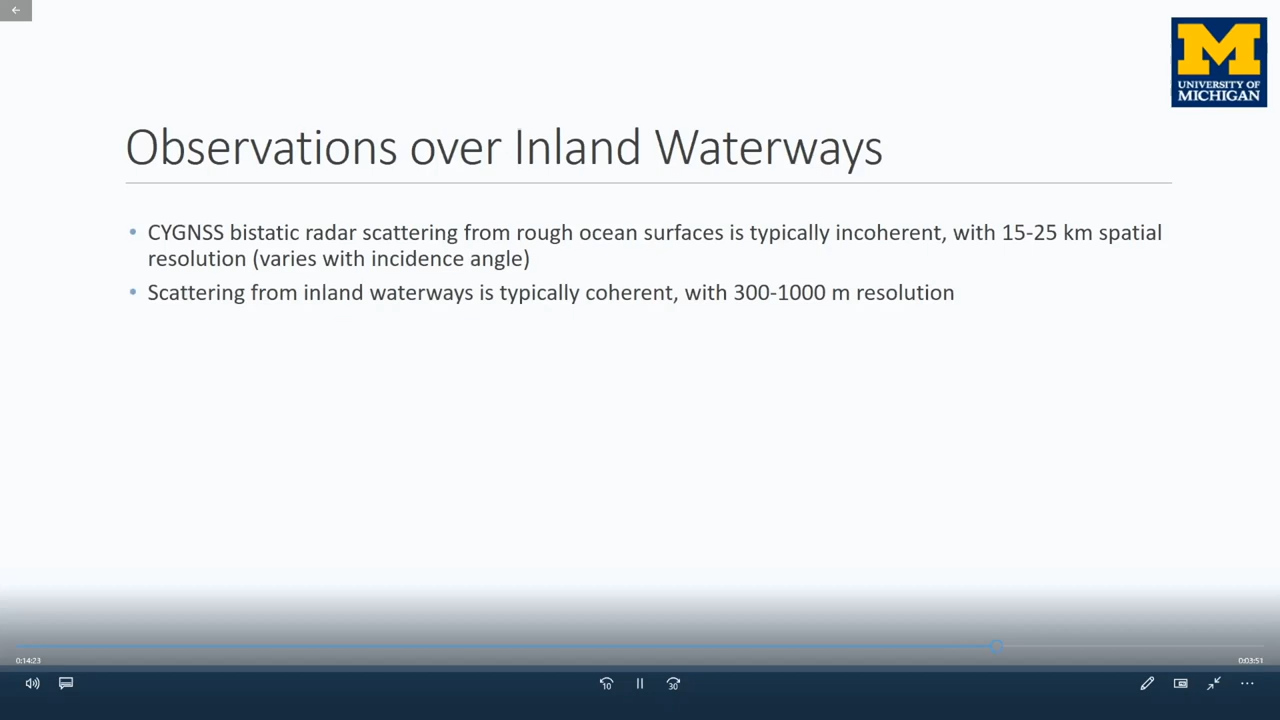 M
UNIVERSITY OF
MICHIGAN
Observations over Inland Waterways
• CYGNSS bistatic radar scattering from rough ocean surfaces is typically incoherent, with 15-25 km spatial
resolution (varies with incidence angle)
• Scattering from inland waterways is typically coherent, with 300-1000 m resolution
0:14:23
0:03:51
10
30